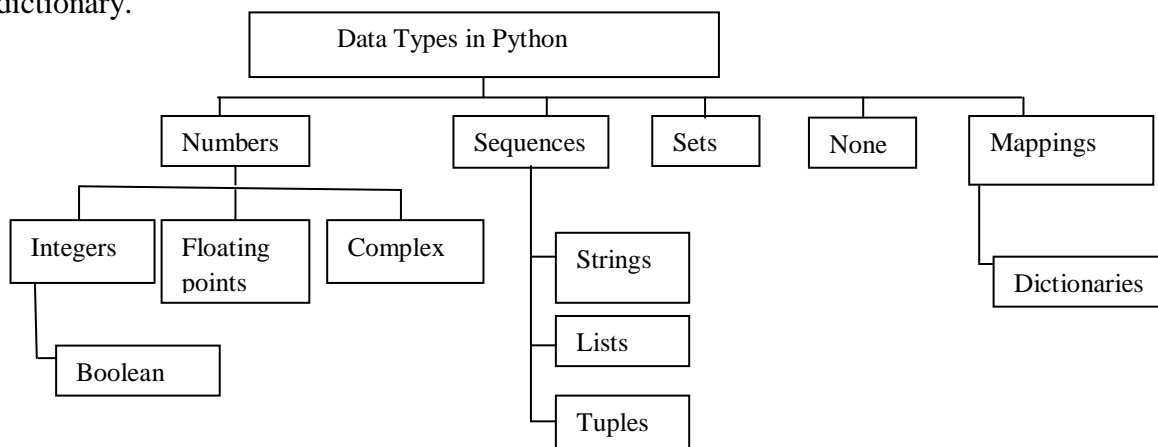 dictionary.
Data Types in Python
Numbers
Sequences
Sets
None
Mappings
Integers
Floating
points
Complex
Strings
Dictionaries
Lists
Boolean
Tuples